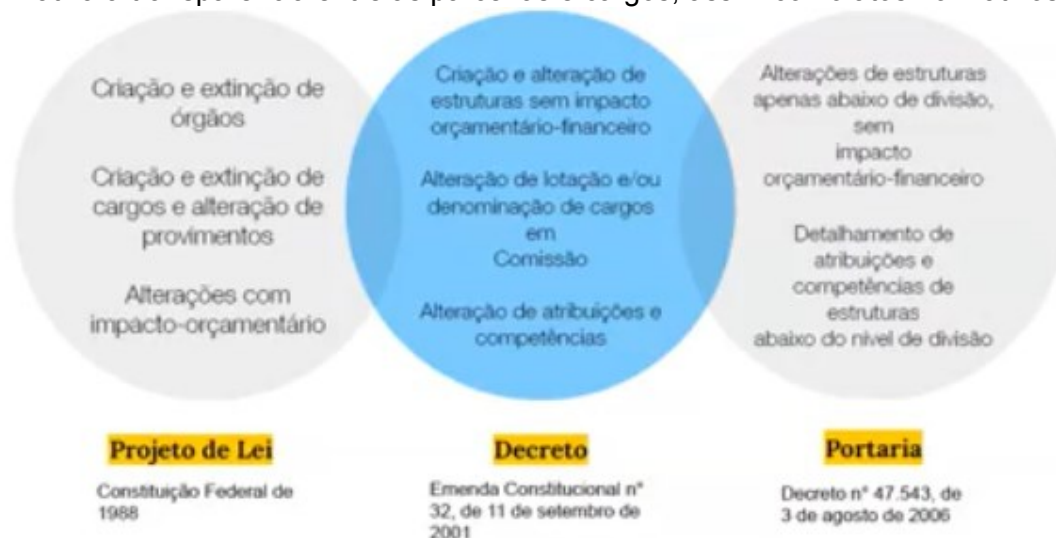 Criação e extinção de
órgãos
Criação e extinção de
cargos e alteração de
provimentos
Alterações com
impacto-orçamentário
Projeto de Lei
Constituição Federal de
1988
Criação e alteração de
estruturas sem impacto
orçamentário-financeiro
Alteração de lotação e/ou
denominação de cargos
em
Comissão
Alteração de atribuições e
competências
Decreto
Emenda Constitucional n°
32, de 11 de setembro de
2001
Alterações de estruturas
apenas abaixo de divisão,
sem
impacto
orçamentário-financeiro
Detalhamento de
atribuições e
competências de
estruturas
abaixo do nível de divisão
Portaria
Decreto n° 47.543, de
3 de agosto de 2006